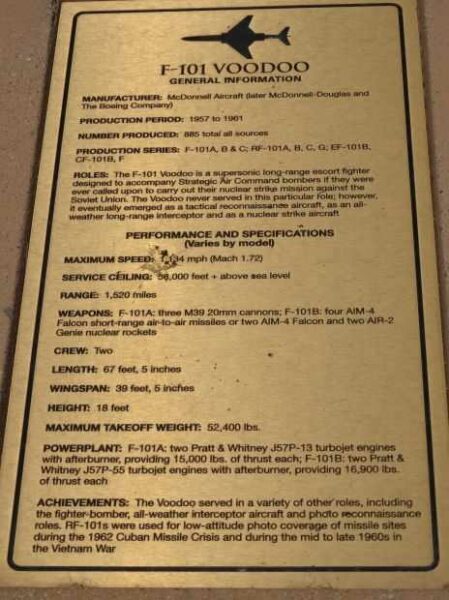 F-101 VOODOO
GENERAL INFORMATION
MANUFACTURER: McDonnell Aircraft (later McDonnell-Douglas and
The Boeing Company)
PRODUCTION PERIOD: 1957 to 1961
NUMBER PRODUCED: 885 total all sources
PRODUCTION SERIES: F-101A, B & C; RF-101A, B, C, G; EF-101B,
CF-101B, F
ROLES: The F-101 Voodoo is a supersonic long-range escort fighter
designed to accompany Strategic Air Command bombers if they were
ever called upon to carry out their nuclear strike mission against the
Soviet Union. The Voodoo never served in this particular role; however,
it eventually emerged as a tactical reconnaissance aircraft, as an all-
weather long-range interceptor and as a nuclear strike aircraft
PERFORMANCE AND SPECIFICATIONS
(Varies by model)
MAXIMUM SPEED: mph (Mach 1.72)
SERVICE CEILING: feet + above sea level
RANGE: 1,520 miles
WEAPONS: F-101A: three M39 20mm cannons; F-101B: four AIM-4
Falcon short-range air-to-air missiles or two AIM-4 Falcon and two AIR-2
Genie nuclear rockets
CREW: Two
LENGTH: 67 feet, 5 inches
WINGSPAN: 39 feet, 5 inches
HEIGHT: 18 feet
MAXIMUM TAKEOFF WEIGHT: 52,400 lbs.
POWERPLANT: F-101A: two Pratt & Whitney J57P-13 turbojet engines
with afterburner, providing 15,000 lbs. of thrust each; F-101B: two Pratt &
Whitney J57P-55 turbojet engines with afterburner, providing 16,900 lbs.
of thrust each
ACHIEVEMENTS: The Voodoo served in a variety of other roles, including
the fighter-bomber, all-weather interceptor aircraft and photo reconnaissance
roles. RF-101s were used for low-attitude photo coverage of missile sites
during the 1962 Cuban Missile Crisis and during the mid to late 1960s in
the Vietnam War